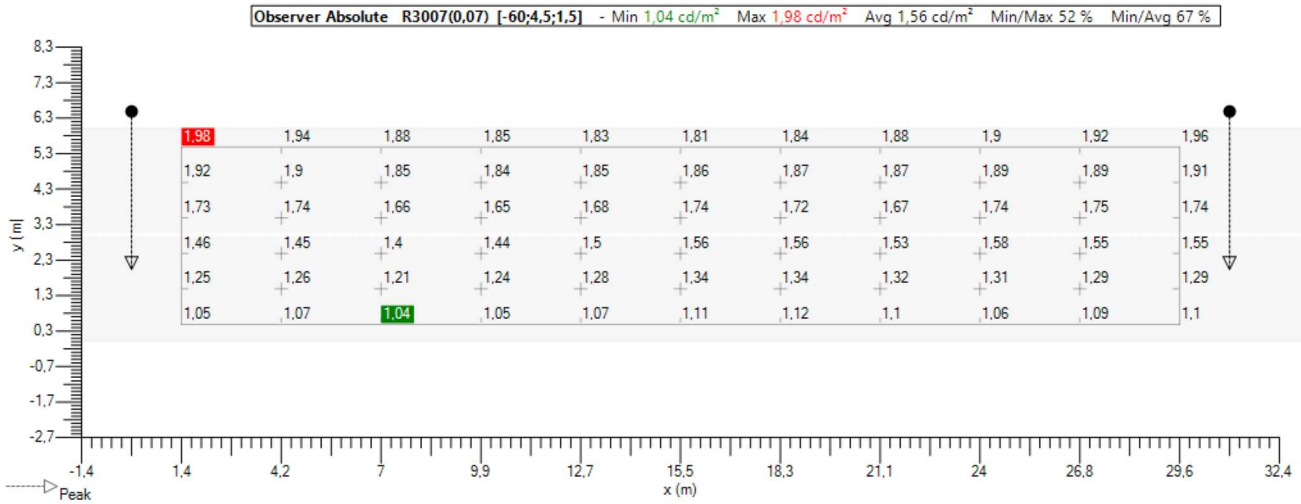 Observer Absolute R3007(0,07) [-60;4,5;1,5] - Min 1,04 cd/m² Max 1,98 cd/m² Avg 1,56 cd/m² Min/Max 52 % Min/Avg 67 %
8,3
7,3
6,3
1,98 1,94 1,88 1,85 1,83 1,81 1,84 1,88 1,9 1,92 1,96
5,3
1,92 1,9 1,85 1,84 1,85 1,86 1,87 1,87 1,89 1,89 1,91
4,3
1,73 1,74 1,66 1,65 1,68 1,74 1,72 1,67 1,74 1,75 1,74
3,3
y (m)
1,46 1,45 1,4 1,44 1,5 1,56 1,56 1,53 1,58 1,55 1,55
2,3
1,25 1,26 1,21 1,24 1,28 1,34 1,34 1,32 1,31 1,29 1,29
1,3
1,05 1,07 1,04 1,05 1,07 1,11 1,12 1,1 1,06 1,09 1,1
0,3
-0,7
-1,7
-2,7
-1,4 1,4 4,2 7 9,9 12,7 15,5 18,3 21,1 24 26,8 29,6 32,4
x (m)
Peak